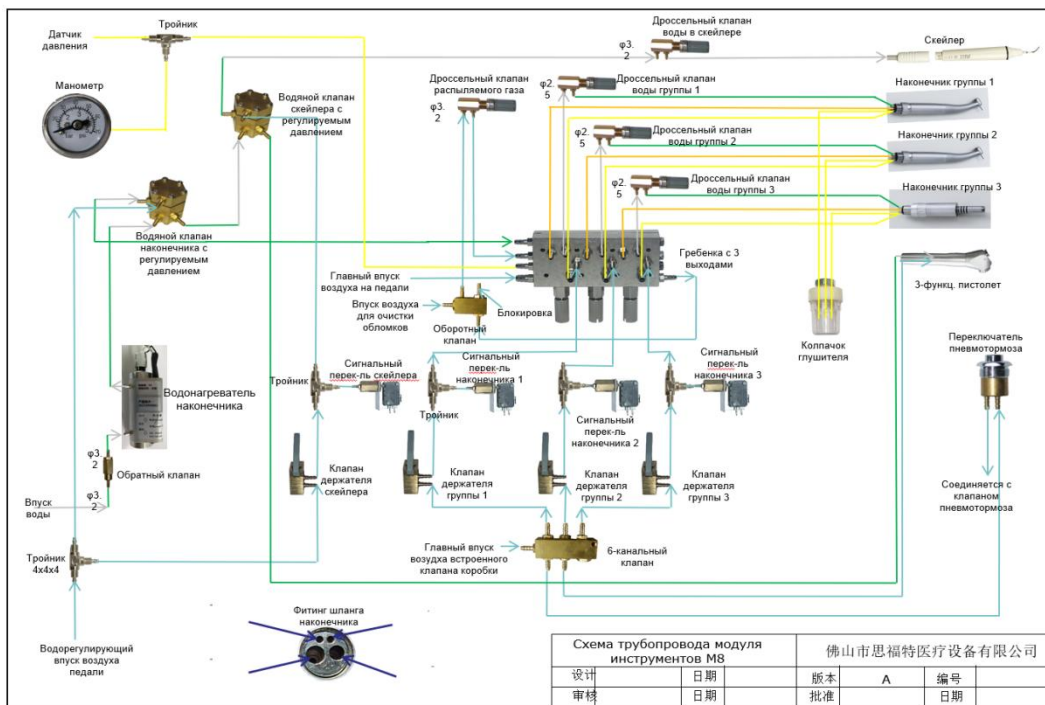 Тройник
Датчик
давления
Манометр
Водяной клапан
скейлера с
регулируемым
давлением
φ3.
2
Дроссельный клапан
воды в скейлере
Скейлер
Дроссельный клапан
распыляемого газа
φ3.
2
φ2.
5
Дроссельный клапан
воды группы 1
Наконечник группы 1
φ2.
5
Дроссельный клапан
воды группы 2
Наконечник группы 2
φ2.
5
Дроссельный клапан
воды группы 3
Наконечник группы 3
Водяной клапан
наконечника с
регулируемым
давлением
Главный впуск
воздуха на педали
Гребенка с 3
выходами
3-функц. пистолет
Впуск воздуха
для очистки
обломков
Оборотный
клапан
Блокировка
Колпачок
глушителя
Переключатель
пневмотормоза
Водонагреватель
наконечника
Тройник
Сигнальный
перек-ль скейлера
Сигнальный
перек-ль
наконечника 1
Тройник
Сигнальный
перек-ль
наконечника 2
Сигнальный
перек-ль
наконечника 3
φ3.
2
Обратный клапан
φ3.
2
Впуск
воды
Клапан
держателя
скейлера
Клапан
держателя
группы 1
Клапан
держателя
группы 2
Клапан
держателя
группы 3
Соединяется с
клапаном
пневмотормоза
Тройник
4х4х4
Главный впуск
возудха встроенного
клапана коробки
6-канальный
клапан
Водорегулирующий
впуск воздуха
педали
Фитинг шланга
наконечника
Схема трубопровода модуля
инструментов М8
佛山市思福特医疗设备有限公司
设计 日期 版本 A 编号
审核 日期 批准 日期